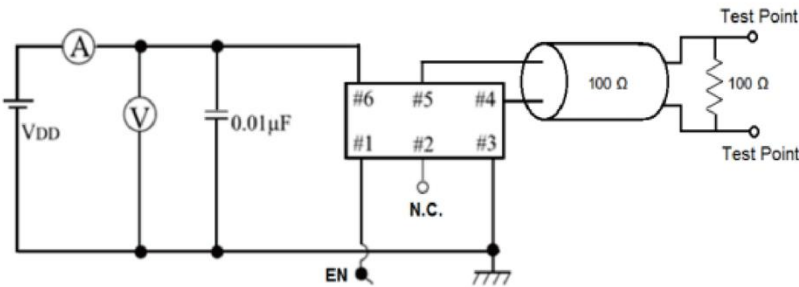 Test Point
A
#6 #5 #4
100 Ω
100 Ω
VDD
V
0.01μF
#1 #2 #3
Test Point
N.C.
EN